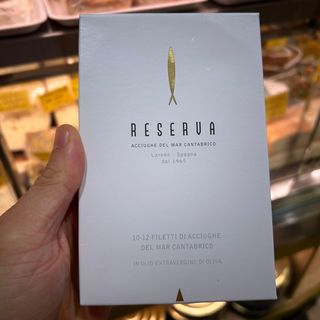 RESERVA
ACCIUGHE DEL MAR CANTABRICO
Laredo - Spagna
dal 1965
10-12 FILETTI DI ACCIUGHE
DEL MAR CANTABRICO
IN OLIO EXTRAVERGINE DI OLIVA